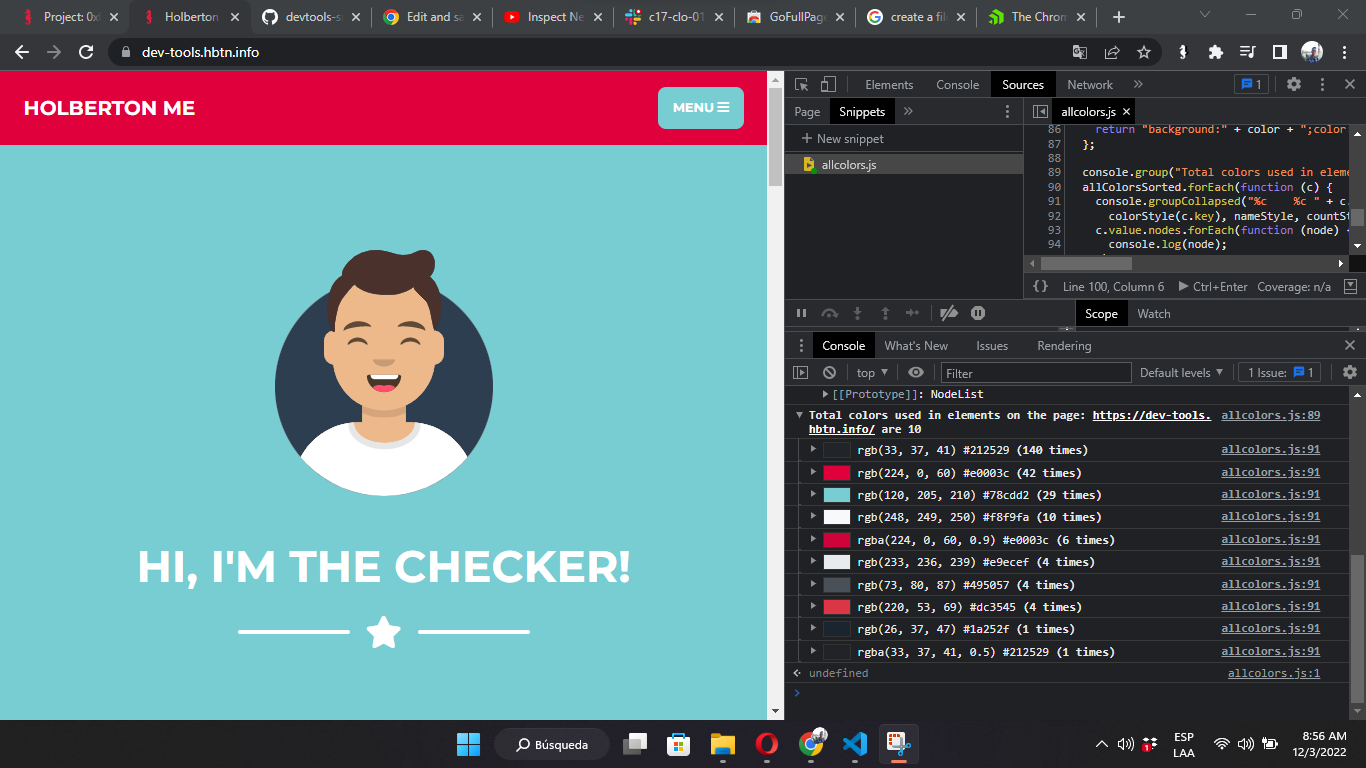 Project: 0x
Holberton
devtools-s
Edit and sa
Inspect Ne
c17-clo-01
GoFullPage
create a file
The Chrom
dev-tools.hbtn.info
HOLBERTON ME
MENU
HI, I'M THE CHECKER!
Elements
Console
Sources
Network
1
Page
Snippets
allcolors.js
+ New snippet
allcolors.js
86 return "background:" + color + ";color
87 };
88
89 console.group("Total colors used in eleme
90 allColorsSorted.forEach(function (c) {
91 console.groupCollapsed("%c    %c " + c.
92 colorStyle(c.key), nameStyle, countSt
93 c.value.nodes.forEach(function (node) {
94 console.log(node);
{} Line 100, Column 6 Ctrl+Enter Coverage: n/a
Scope
Watch
Console
What's New
Issues
Rendering
top
Filter
Default levels
1 Issue: 1
[[Prototype]]: NodeList
Total colors used in elements on the page: https://dev-tools. allcolors.js:89
hbtn.info/ are 10
rgb(33, 37, 41) #212529 (140 times) allcolors.js:91
rgb(224, 0, 60) #e0003c (42 times) allcolors.js:91
rgb(120, 205, 210) #78cdd2 (29 times) allcolors.js:91
rgb(248, 249, 250) #f8f9fa (10 times) allcolors.js:91
rgba(224, 0, 60, 0.9) #e0003c (6 times) allcolors.js:91
rgb(233, 236, 239) #e9ecef (4 times) allcolors.js:91
rgb(73, 80, 87) #495057 (4 times) allcolors.js:91
rgb(220, 53, 69) #dc3545 (4 times) allcolors.js:91
rgb(26, 37, 47) #1a252f (1 times) allcolors.js:91
rgba(33, 37, 41, 0.5) #212529 (1 times) allcolors.js:91
undefined allcolors.js:1
Búsqueda
1
ESP
LAA
8:56 AM
12/3/2022